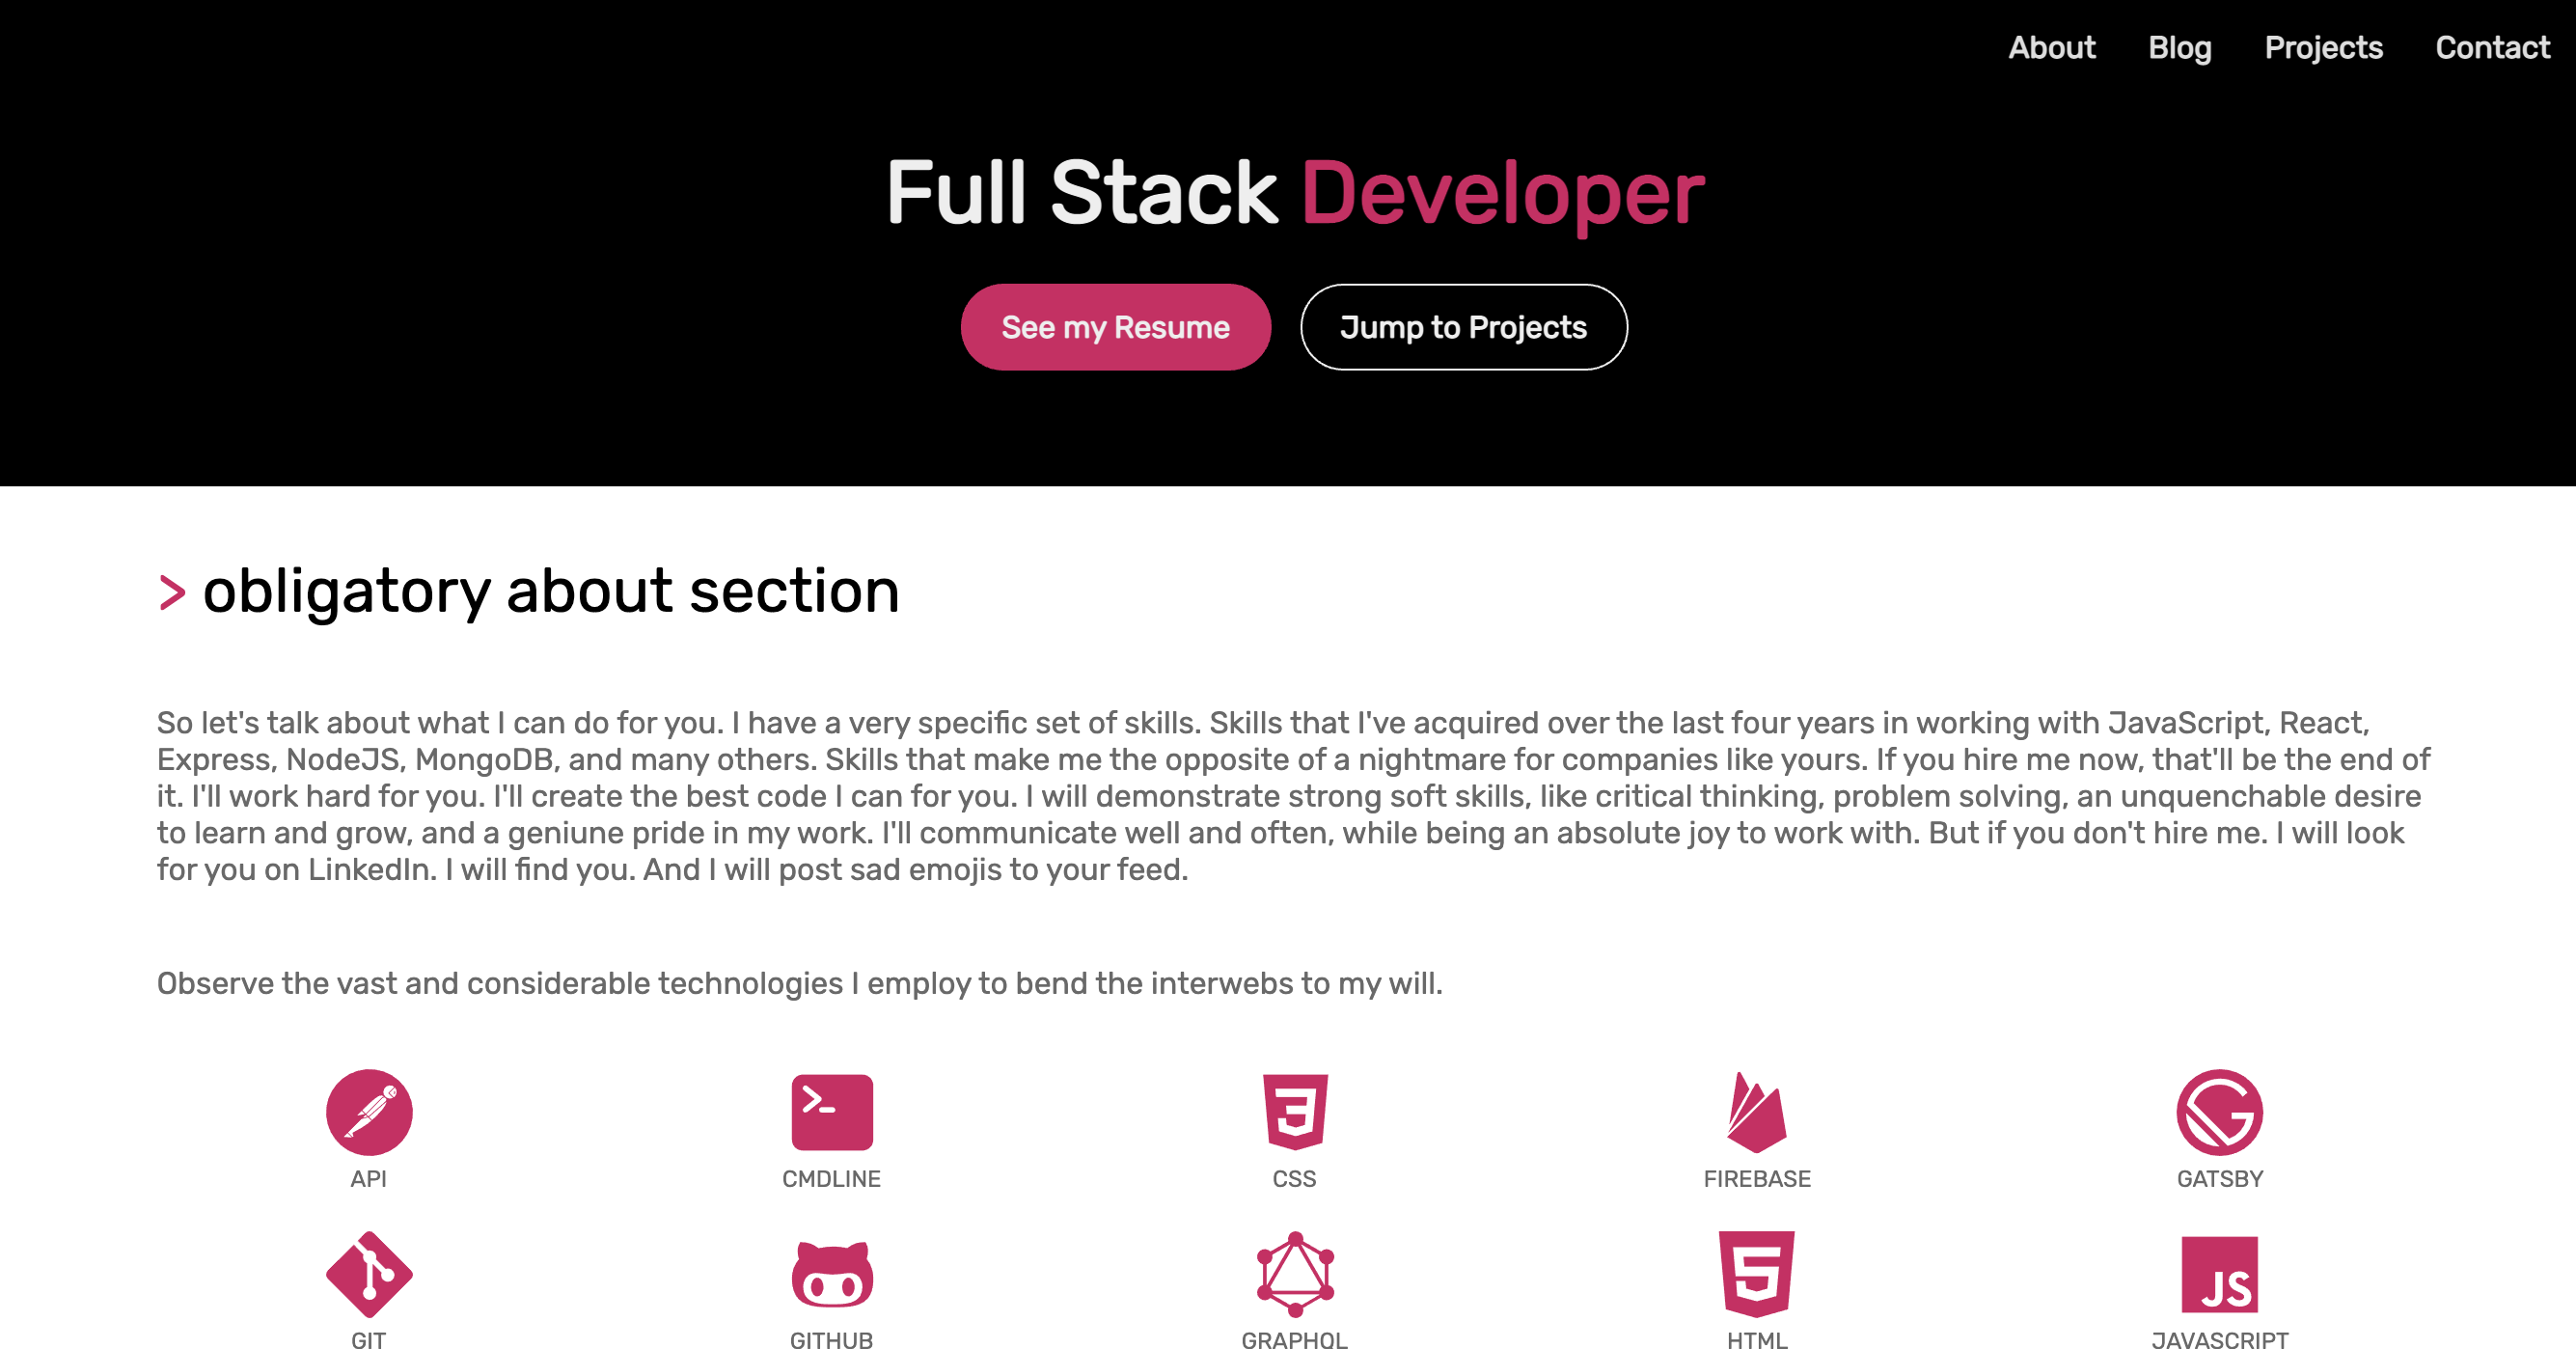 About Blog Projects Contact
Full Stack Developer
See my Resume Jump to Projects
> obligatory about section
So let's talk about what I can do for you. I have a very specific set of skills. Skills that I've acquired over the last four years in working with JavaScript, React,
Express, NodeJS, MongoDB, and many others. Skills that make me the opposite of a nightmare for companies like yours. If you hire me now, that'll be the end of
it. I'll work hard for you. I'll create the best code I can for you. I will demonstrate strong soft skills, like critical thinking, problem solving, an unquenchable desire
to learn and grow, and a geniune pride in my work. I'll communicate well and often, while being an absolute joy to work with. But if you don't hire me. I will look
for you on LinkedIn. I will find you. And I will post sad emojis to your feed.
Observe the vast and considerable technologies I employ to bend the interwebs to my will.
>_ 3 G
API CMDLINE CSS FIREBASE GATSBY
5 JS
GIT GITHUB GRAPHQL HTML JAVASCRIPT